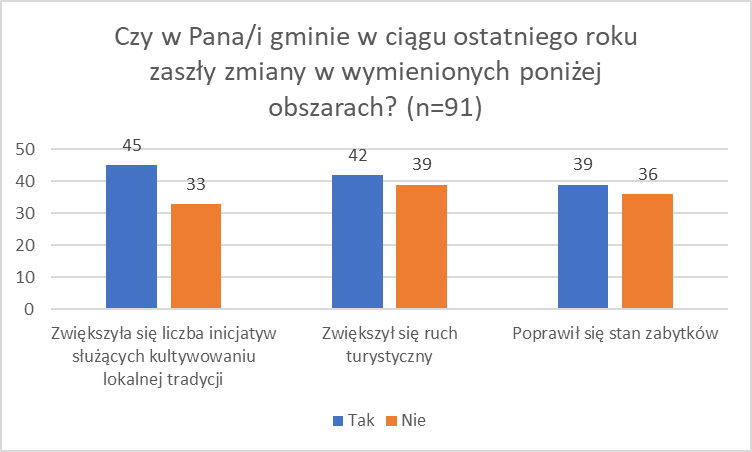 Czy w Pana/i gminie w ciągu ostatniego roku
zaszły zmiany w wymienionych poniżej
obszarach? (n=91)
50
40
30
20
10
0
45
33
42
39
39
36
Zwiększyła się liczba inicjatyw
służących kultywowaniu
lokalnej tradycji
Zwiększył się ruch
turystyczny
Poprawił się stan zabytków
Tak
Nie